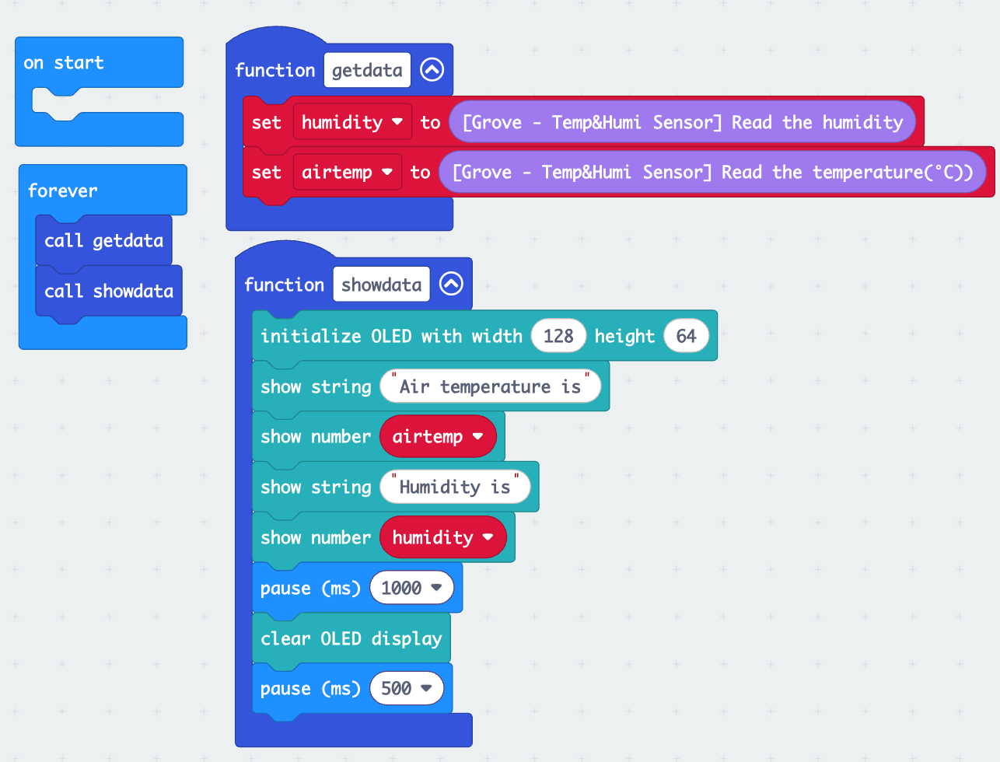 on start
forever
call getdata
call showdata
function getdata
set humidity to [Grove - Temp&Humi Sensor] Read the humidity
set airtemp to [Grove - Temp&Humi Sensor] Read the temperature(°C))
function showdata
initialize OLED with width 128 height 64
show string "Air temperature is"
show number airtemp
show string "Humidity is"
show number humidity
pause (ms) 1000
clear OLED display
pause (ms) 500